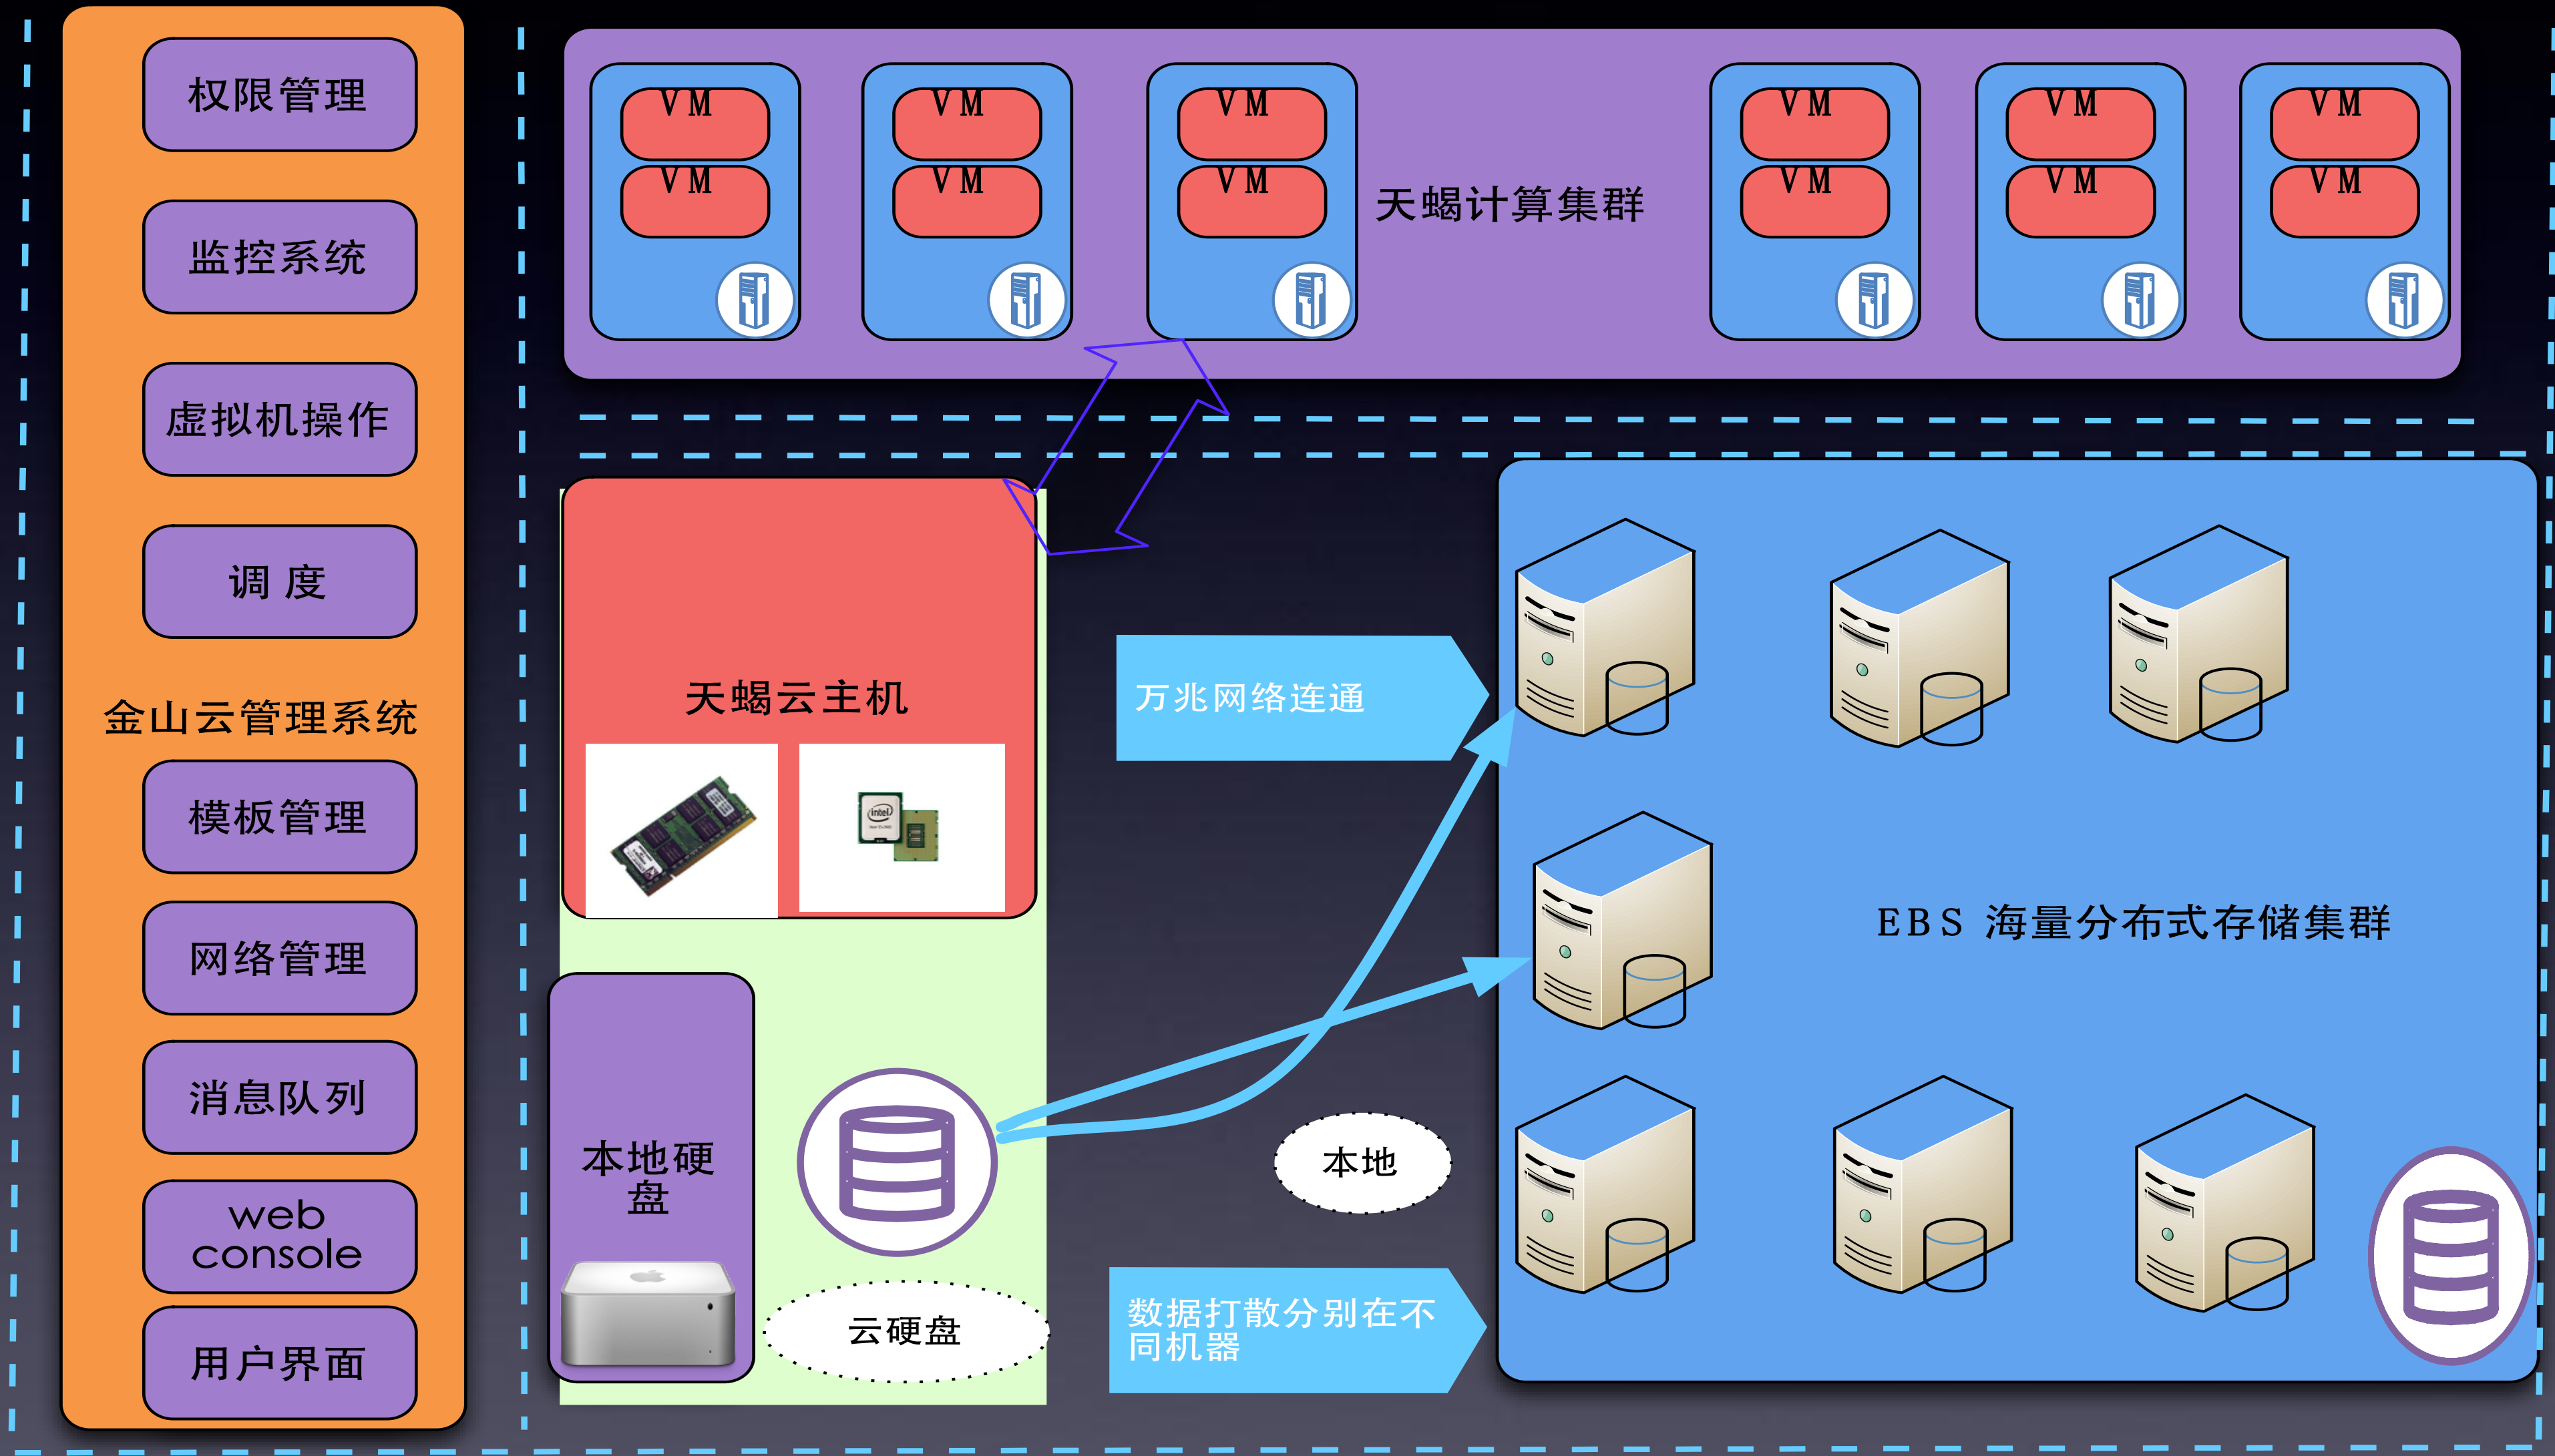 权限管理
监控系统
虚拟机操作
调 度
金山云管理系统
模板管理
网络管理
消息队列
web
console
用户界面
VM
VM
VM
VM
VM
VM
VM
VM
VM
VM
VM
VM
天蝎计算集群
天蝎云主机
intel
本地硬
盘
云硬盘
万兆网络连通
本地
数据打散分别在不
同机器
EBS 海量分布式存储集群